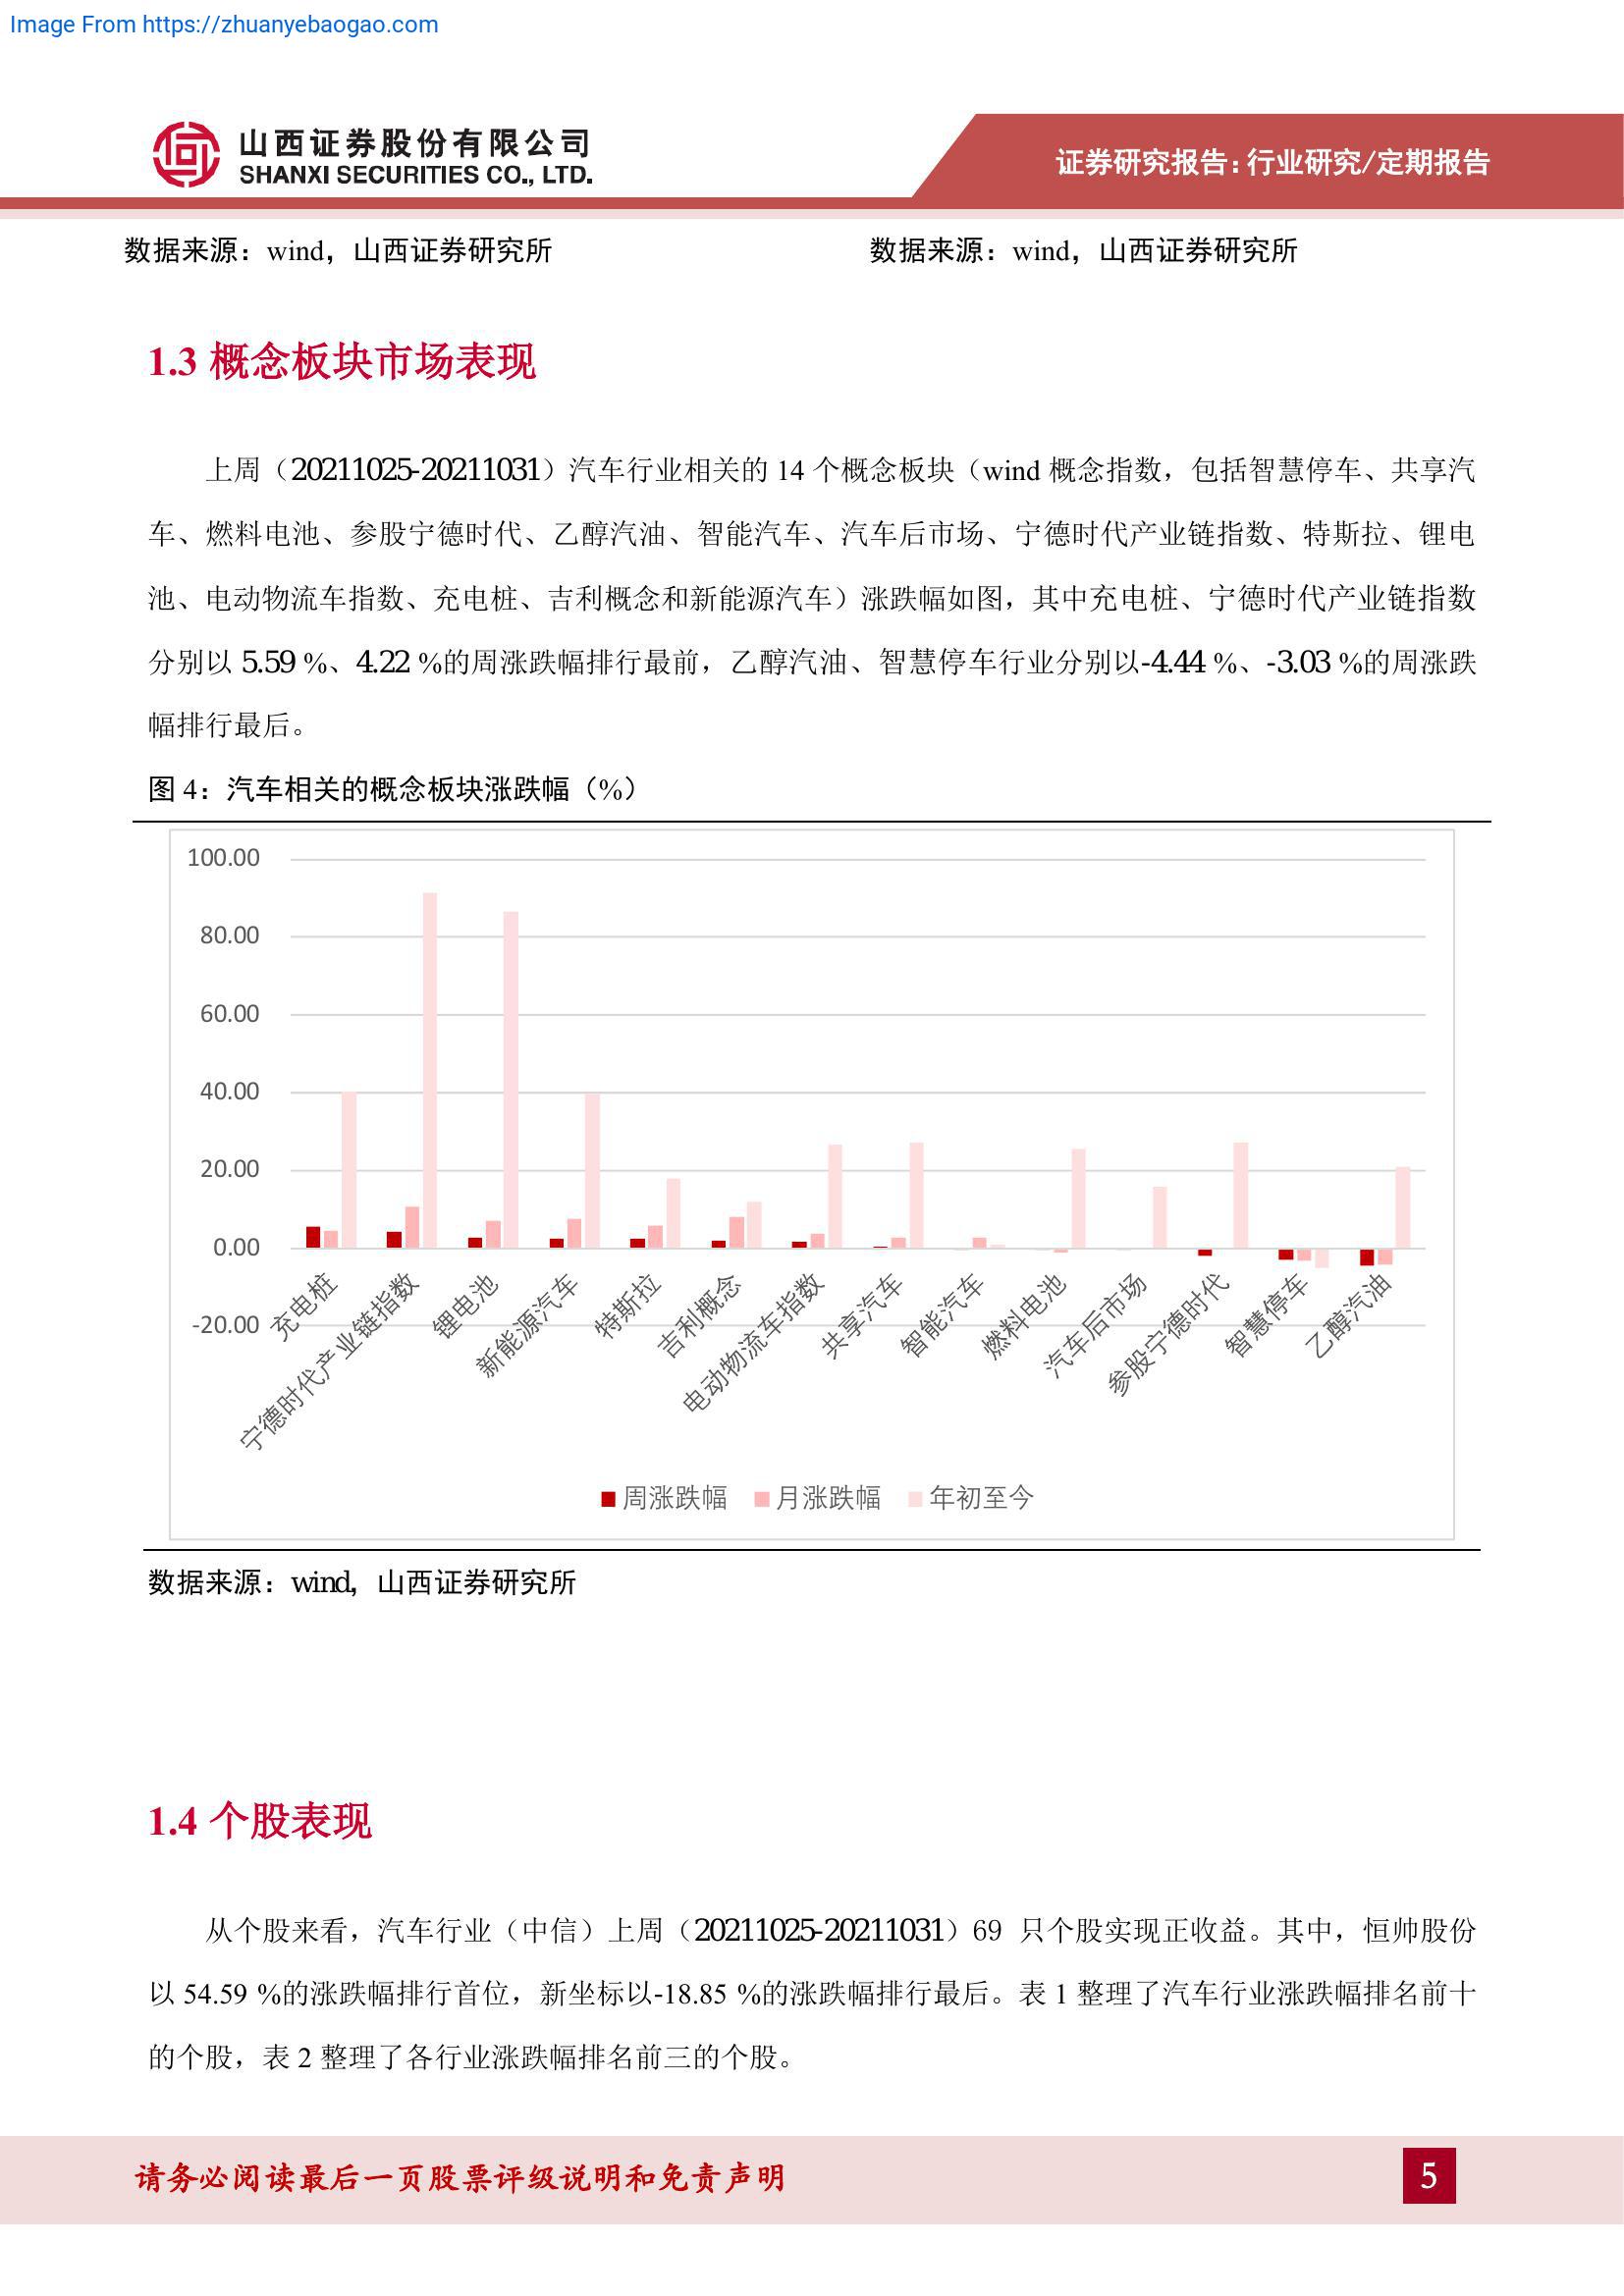 Image From https://zhuanyebaogao.com
山西证券股份有限公司
SHANXI SECURITIES CO., LTD.
证券研究报告：行业研究/定期报告
数据来源：wind，山西证券研究所
数据来源：wind，山西证券研究所
1.3 概念板块市场表现
上周（20211025-20211031）汽车行业相关的 14 个概念板块（wind 概念指数，包括智慧停车、共享汽
车、燃料电池、参股宁德时代、乙醇汽油、智能汽车、汽车后市场、宁德时代产业链指数、特斯拉、锂电
池、电动物流车指数、充电桩、吉利概念和新能源汽车）涨跌幅如图，其中充电桩、宁德时代产业链指数
分别以 5.59 %、4.22 %的周涨跌幅排行最前，乙醇汽油、智慧停车行业分别以-4.44 %、-3.03 %的周涨跌
幅排行最后。
图 4：汽车相关的概念板块涨跌幅（%）
100.00
80.00
60.00
40.00
20.00
0.00
-20.00
充电桩
宁德时代产业链指数
锂电池
新能源汽车
特斯拉
吉利概念
电动物流车指数
共享汽车
智能汽车
燃料电池
汽车后市场
参股宁德时代
智慧停车
乙醇汽油
周涨跌幅 月涨跌幅 年初至今
数据来源：wind，山西证券研究所
1.4 个股表现
从个股来看，汽车行业（中信）上周（20211025-20211031）69 只个股实现正收益。其中，恒帅股份
以 54.59 %的涨跌幅排行首位，新坐标以-18.85 %的涨跌幅排行最后。表 1 整理了汽车行业涨跌幅排名前十
的个股，表 2 整理了各行业涨跌幅排名前三的个股。
请务必阅读最后一页股票评级说明和免责声明
5